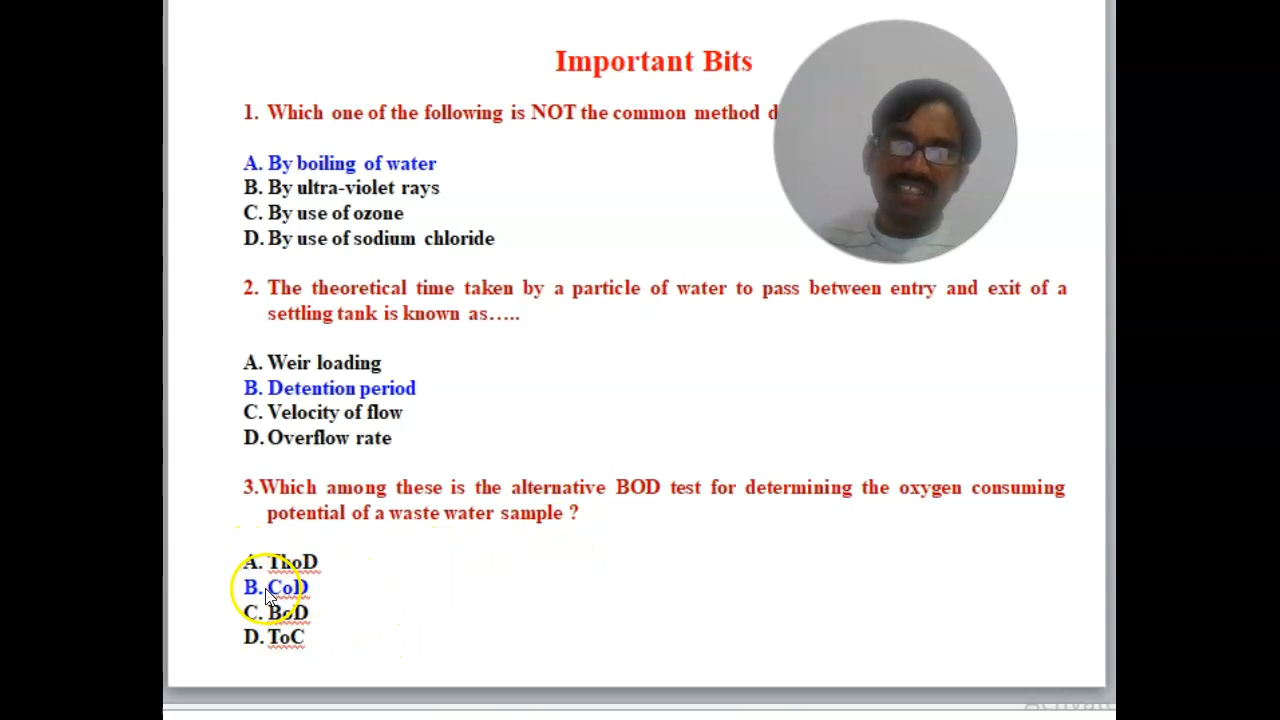 Important Bits
1. Which one of the following is NOT the common method
A. By boiling of water
B. By ultra-violet rays
C. By use of ozone
D. By use of sodium chloride
2. The theoretical time taken by a particle of water to pass between entry and exit of a
settling tank is known as…..
A. Weir loading
B. Detention period
C. Velocity of flow
D. Overflow rate
3.Which among these is the alternative BOD test for determining the oxygen consuming
potential of a waste water sample ?
A. ThoD
B. CoD
C. BoD
D. ToC